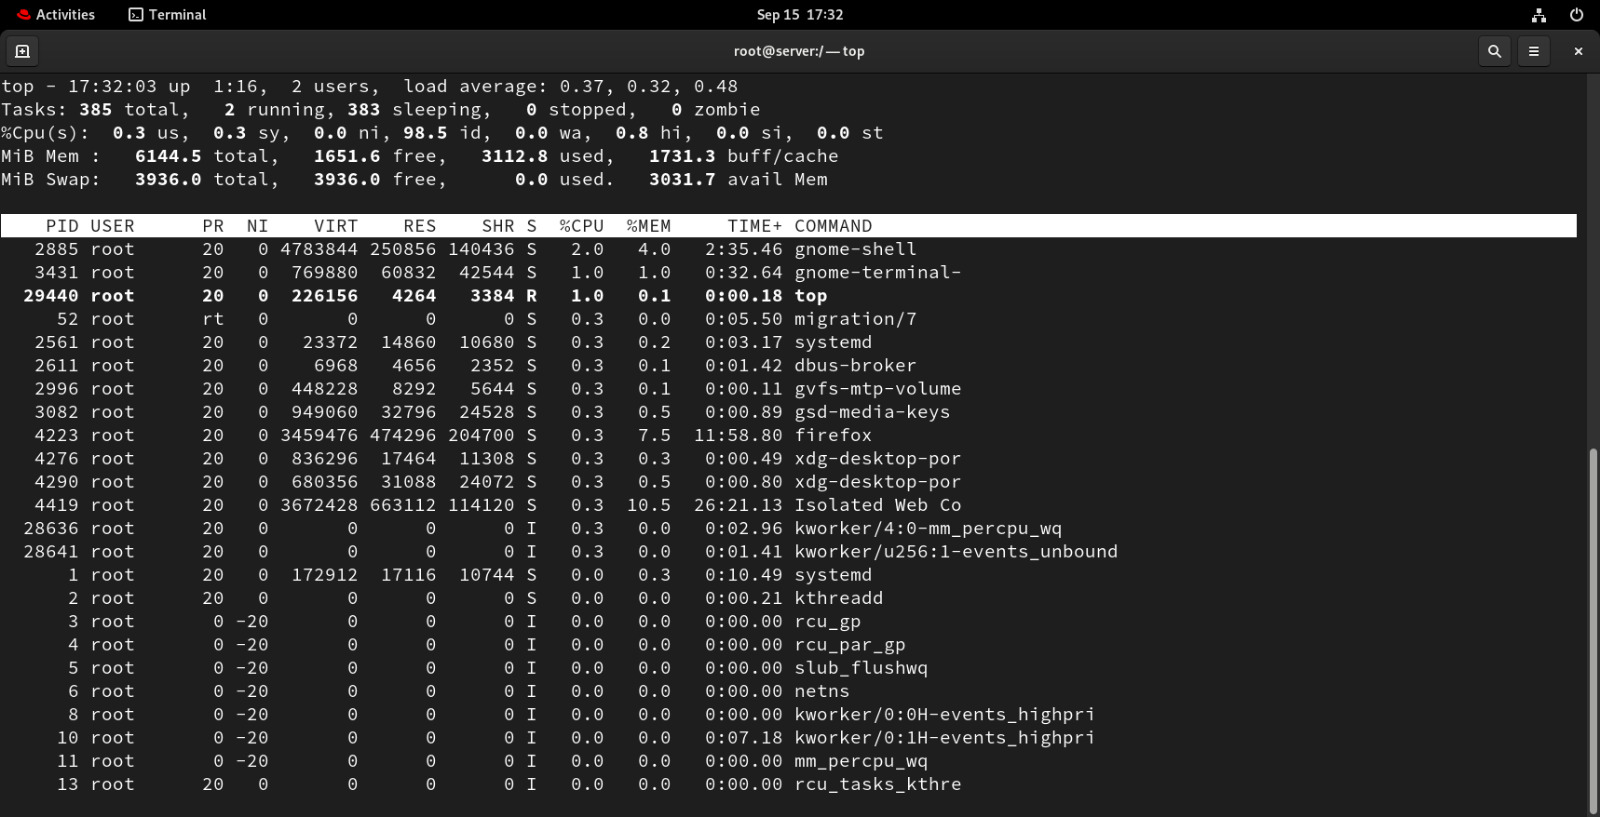 Activities Terminal Sep 15 17:32
root@server:/ — top
top - 17:32:03 up  1:16,  2 users,  load average: 0.37, 0.32, 0.48
Tasks: 385 total,   2 running, 383 sleeping,   0 stopped,   0 zombie
%Cpu(s):  0.3 us,  0.3 sy,  0.0 ni, 98.5 id,  0.0 wa,  0.8 hi,  0.0 si,  0.0 st
MiB Mem :   6144.5 total,   1651.6 free,   3112.8 used,   1731.3 buff/cache
MiB Swap:   3936.0 total,   3936.0 free,      0.0 used.   3031.7 avail Mem
PID USER PR NI VIRT RES SHR S %CPU %MEM TIME+ COMMAND
2885 root 20 0 4783844 250856 140436 S 2.0 4.0 2:35.46 gnome-shell
3431 root 20 0 769880 60832 42544 S 1.0 1.0 0:32.64 gnome-terminal-
29440 root 20 0 226156 4264 3384 R 1.0 0.1 0:00.18 top
52 root rt 0 0 0 0 S 0.3 0.0 0:05.50 migration/7
2561 root 20 0 23372 14860 10680 S 0.3 0.2 0:03.17 systemd
2611 root 20 0 6968 4656 2352 S 0.3 0.1 0:01.42 dbus-broker
2996 root 20 0 448228 8292 5644 S 0.3 0.1 0:00.11 gvfs-mtp-volume
3082 root 20 0 949060 32796 24528 S 0.3 0.5 0:00.89 gsd-media-keys
4223 root 20 0 3459476 474296 204700 S 0.3 7.5 11:58.80 firefox
4276 root 20 0 836296 17464 11308 S 0.3 0.3 0:00.49 xdg-desktop-por
4290 root 20 0 680356 31088 24072 S 0.3 0.5 0:00.80 xdg-desktop-por
4419 root 20 0 3672428 663112 114120 S 0.3 10.5 26:21.13 Isolated Web Co
28636 root 20 0 0 0 0 I 0.3 0.0 0:02.96 kworker/4:0-mm_percpu_wq
28641 root 20 0 0 0 0 I 0.3 0.0 0:01.41 kworker/u256:1-events_unbound
1 root 20 0 172912 17116 10744 S 0.0 0.3 0:10.49 systemd
2 root 20 0 0 0 0 S 0.0 0.0 0:00.21 kthreadd
3 root 0 -20 0 0 0 I 0.0 0.0 0:00.00 rcu_gp
4 root 0 -20 0 0 0 I 0.0 0.0 0:00.00 rcu_par_gp
5 root 0 -20 0 0 0 I 0.0 0.0 0:00.00 slub_flushwq
6 root 0 -20 0 0 0 I 0.0 0.0 0:00.00 netns
8 root 0 -20 0 0 0 I 0.0 0.0 0:00.00 kworker/0:0H-events_highpri
10 root 0 -20 0 0 0 I 0.0 0.0 0:07.18 kworker/0:1H-events_highpri
11 root 0 -20 0 0 0 I 0.0 0.0 0:00.00 mm_percpu_wq
13 root 20 0 0 0 0 I 0.0 0.0 0:00.00 rcu_tasks_kthre